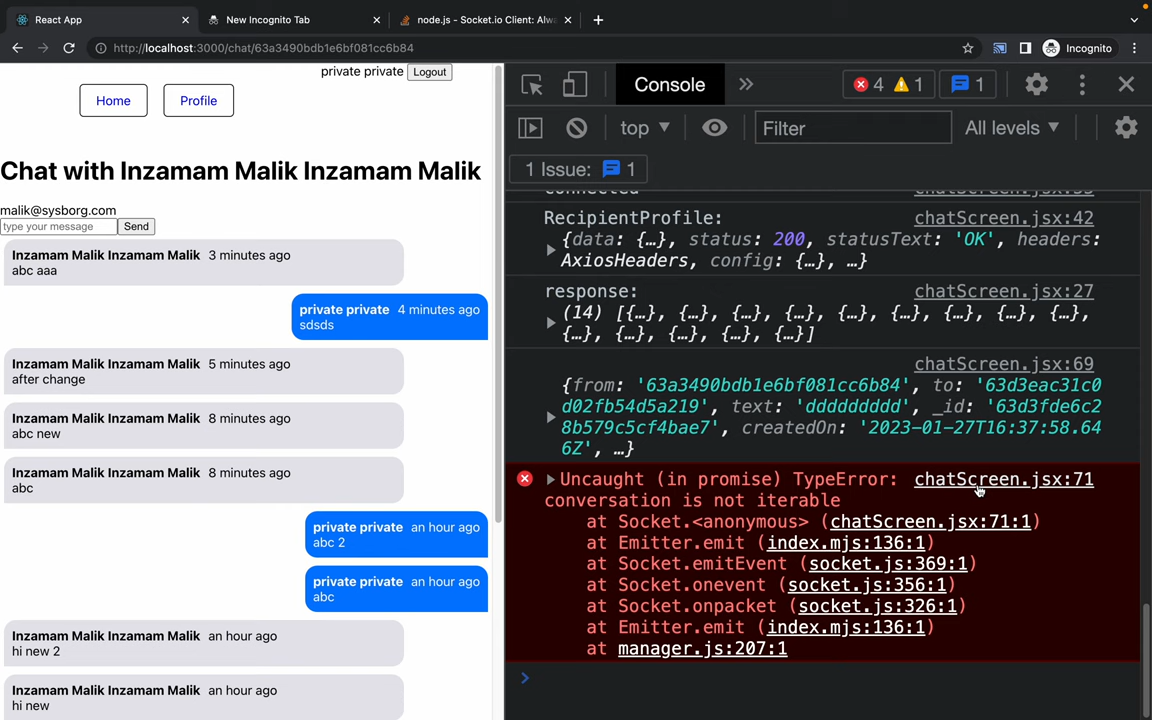 React App
New Incognito Tab
node.js - Socket.io Client: Alwa
http://localhost:3000/chat/63a3490bdb1e6bf081cc6b84
Incognito
private private Logout
Home
Profile
Chat with Inzamam Malik Inzamam Malik
malik@sysborg.com
type your message Send
Inzamam Malik Inzamam Malik 3 minutes ago
abc aaa
private private 4 minutes ago
sdsds
Inzamam Malik Inzamam Malik 5 minutes ago
after change
Inzamam Malik Inzamam Malik 8 minutes ago
abc new
Inzamam Malik Inzamam Malik 8 minutes ago
abc
private private an hour ago
abc 2
private private an hour ago
abc
Inzamam Malik Inzamam Malik an hour ago
hi new 2
Inzamam Malik Inzamam Malik an hour ago
hi new
Console
4
1
1
top
Filter
All levels
1 Issue: 1
connected chatScreen.jsx:53
RecipientProfile: chatScreen.jsx:42
{data: {…}, status: 200, statusText: 'OK', headers:
AxiosHeaders, config: {…}, …}
response: chatScreen.jsx:27
(14) [{…}, {…}, {…}, {…}, {…}, {…}, {…}, {…}, {…},
{…}, {…}, {…}, {…}, {…}]
chatScreen.jsx:69
{from: '63a3490bdb1e6bf081cc6b84', to: '63d3eac31c0
d02fb54d5a219', text: 'ddddddddd', _id: '63d3fde6c2
8b579c5cf4bae7', createdOn: '2023-01-27T16:37:58.64
6Z', …}
Uncaught (in promise) TypeError: chatScreen.jsx:71
conversation is not iterable
at Socket.<anonymous> (chatScreen.jsx:71:1)
at Emitter.emit (index.mjs:136:1)
at Socket.emitEvent (socket.js:369:1)
at Socket.onevent (socket.js:356:1)
at Socket.onpacket (socket.js:326:1)
at Emitter.emit (index.mjs:136:1)
at manager.js:207:1